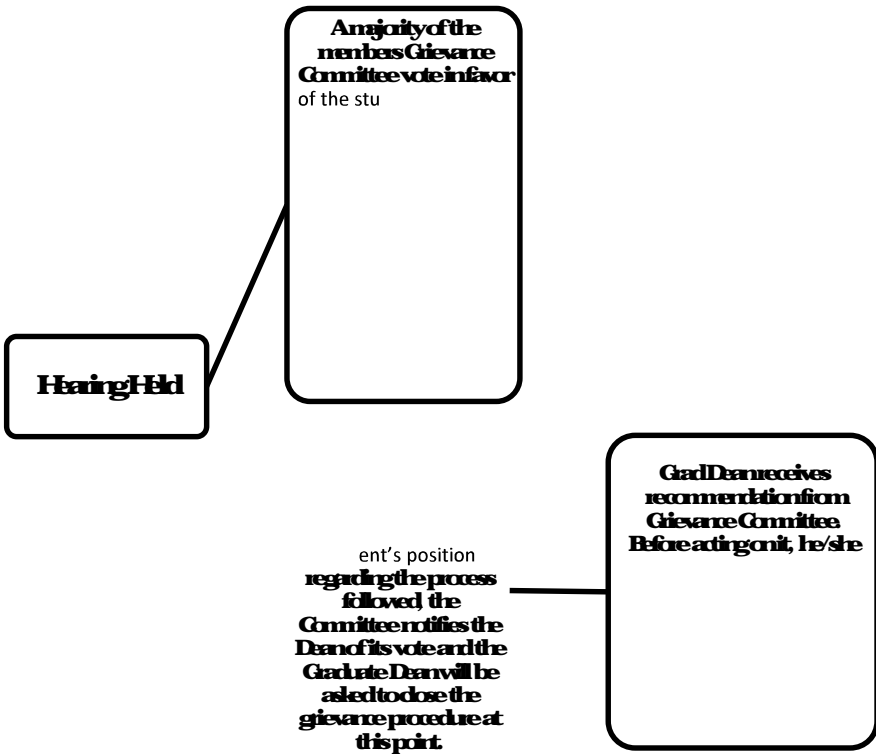 A majority of the
members Grievance
Committee vote in favor
of the stu
Hearing Held
Grad Dean receives
recommendation from
Grievance Committee.
Before acting on it, he/she
ent's position
regarding the process
followed, the
Committee notifies the
Dean of its vote and the
Graduate Dean will be
asked to close the
grievance procedure at
this point.